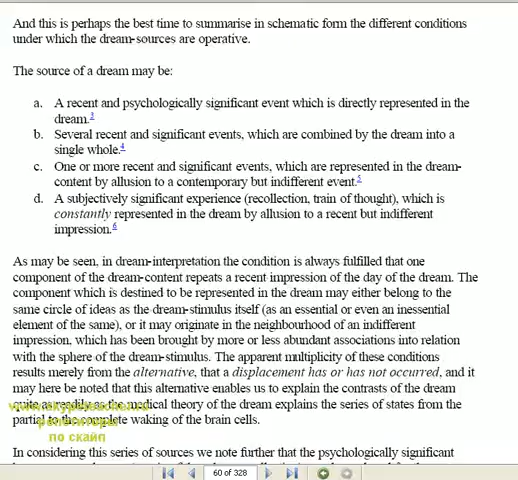 And this is perhaps the best time to summarise in schematic form the different conditions
under which the dream-sources are operative.
The source of a dream may be:
a. A recent and psychologically significant event which is directly represented in the
dream.3
b. Several recent and significant events, which are combined by the dream into a
single whole.4
c. One or more recent and significant events, which are represented in the dream-
content by allusion to a contemporary but indifferent event.5
d. A subjectively significant experience (recollection, train of thought), which is
constantly represented in the dream by allusion to a recent but indifferent
impression.6
As may be seen, in dream-interpretation the condition is always fulfilled that one
component of the dream-content repeats a recent impression of the day of the dream. The
component which is destined to be represented in the dream may either belong to the
same circle of ideas as the dream-stimulus itself (as an essential or even an inessential
element of the same), or it may originate in the neighbourhood of an indifferent
impression, which has been brought by more or less abundant associations into relation
with the sphere of the dream-stimulus. The apparent multiplicity of these conditions
results merely from the alternative, that a displacement has or has not occurred, and it
may here be noted that this alternative enables us to explain the contrasts of the dream
quite as readily as the medical theory of the dream explains the series of states from the
partial to the complete waking of the brain cells.
репетиторы
по скайп
In considering this series of sources we note further that the psychologically significant
60 of 328